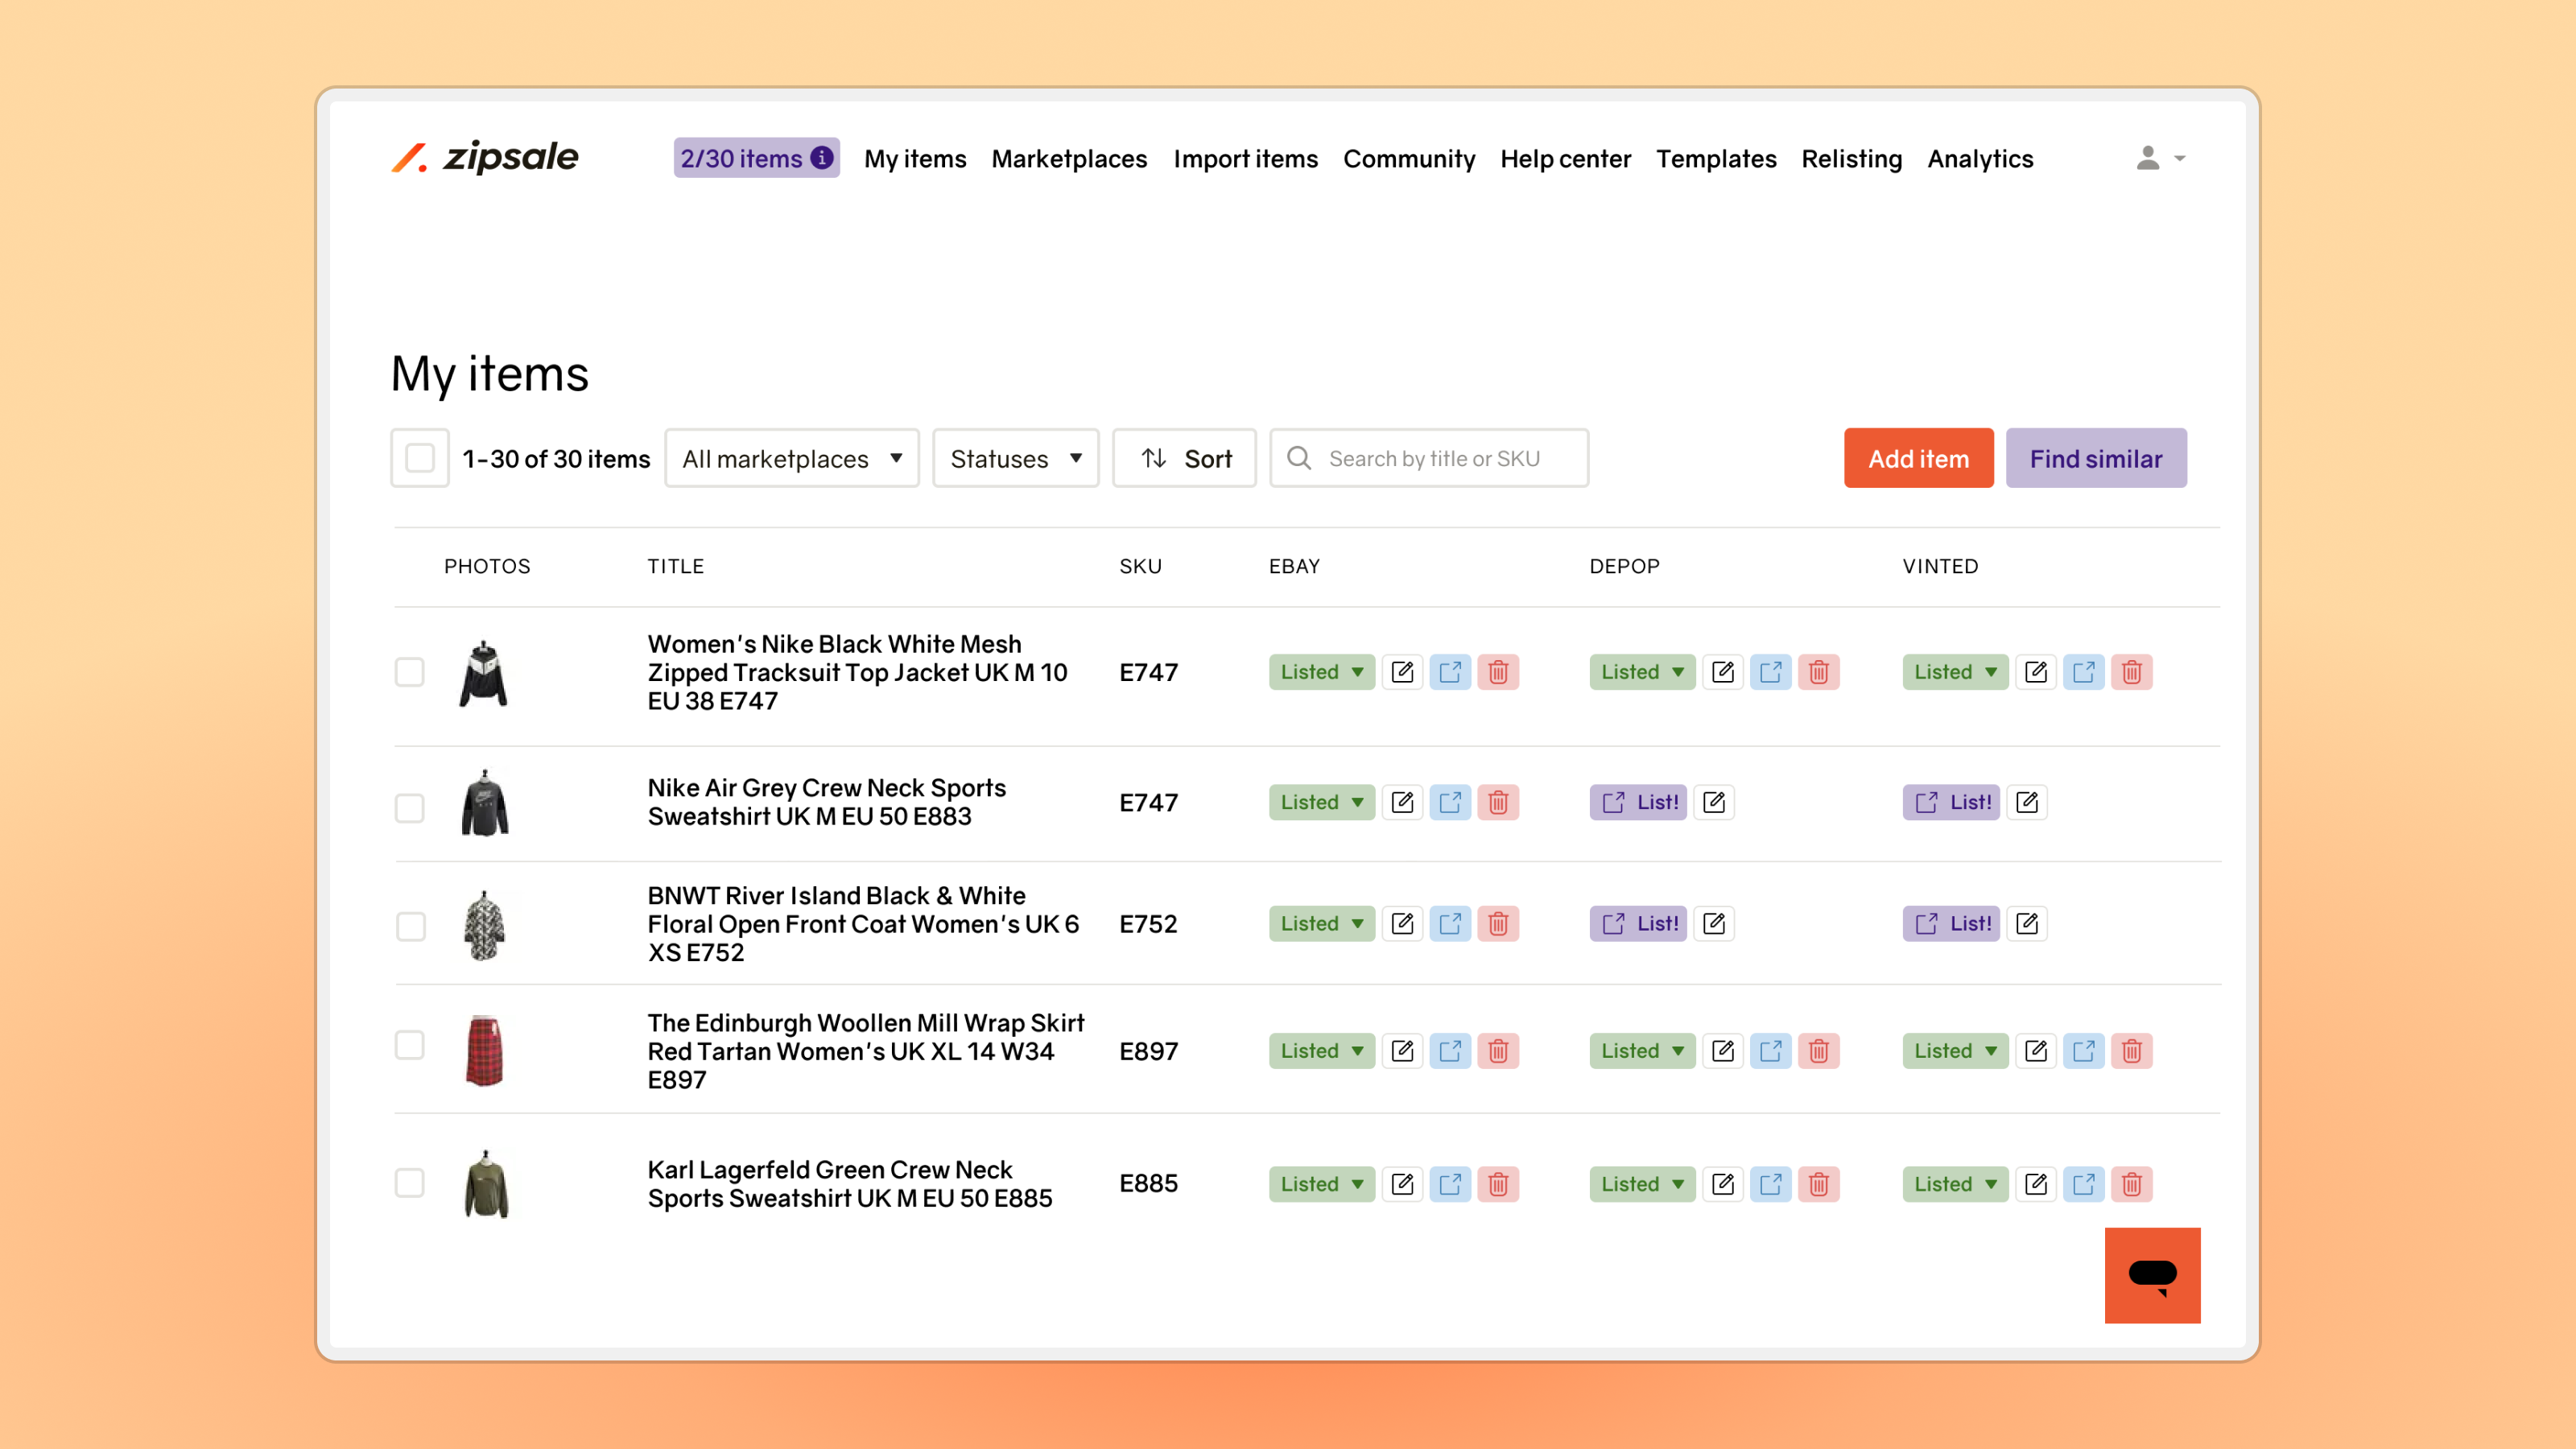 zipsale
2/30 items
My items
Marketplaces
Import items
Community
Help center
Templates
Relisting
Analytics
My items
1-30 of 30 items
All marketplaces
Statuses
Sort
Search by title or SKU
Add item
Find similar
PHOTOS
TITLE
SKU
EBAY
DEPOP
VINTED
Women's Nike Black White Mesh
Zipped Tracksuit Top Jacket UK M 10
EU 38 E747
E747
Listed
Listed
Listed
Nike Air Grey Crew Neck Sports
Sweatshirt UK M EU 50 E883
E747
Listed
List!
List!
BNWT River Island Black & White
Floral Open Front Coat Women's UK 6
XS E752
E752
Listed
List!
List!
The Edinburgh Woollen Mill Wrap Skirt
Red Tartan Women's UK XL 14 W34
E897
E897
Listed
Listed
Listed
Karl Lagerfeld Green Crew Neck
Sports Sweatshirt UK M EU 50 E885
E885
Listed
Listed
Listed